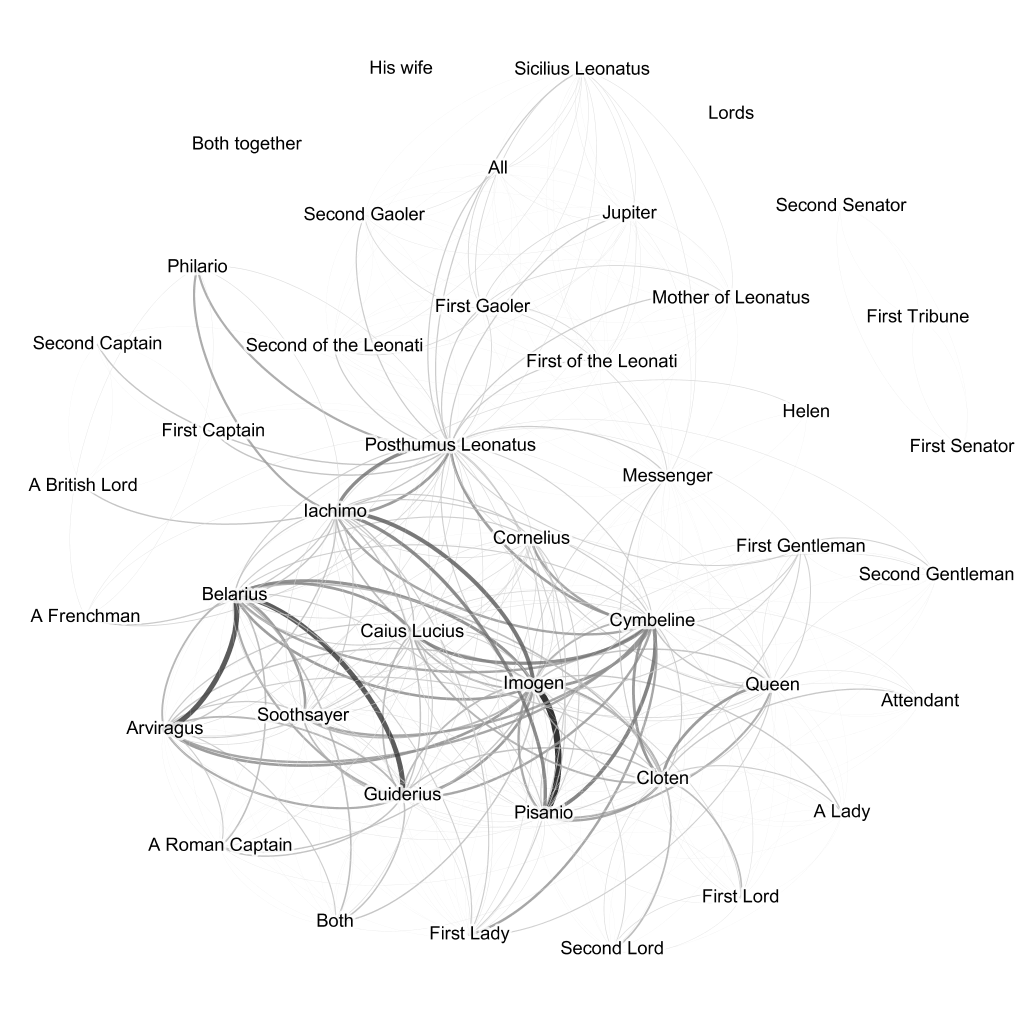 His wife
Sicilius Leonatus
Lords
Both together
All
Second Senator
Second Gaoler
Jupiter
Philario
Mother of Leonatus
First Gaoler
First Tribune
Second Captain
Second of the Leonati
First of the Leonati
Helen
First Captain
Posthumus Leonatus
First Senator
Messenger
A British Lord
Iachimo
Cornelius
First Gentleman
Second Gentleman
Belarius
A Frenchman
Cymbeline
Caius Lucius
Imogen
Queen
Attendant
Soothsayer
Arviragus
Cloten
Guiderius
Pisanio
A Lady
A Roman Captain
First Lord
Both
First Lady
Second Lord